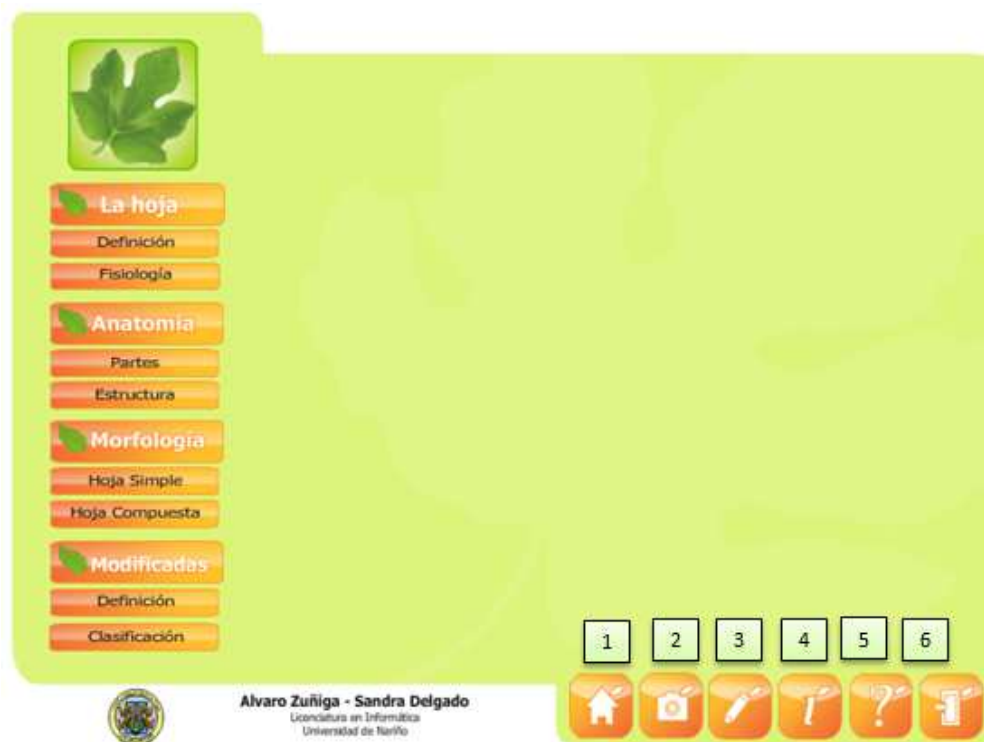 La hoja
Definición
Fisiología
Anatomía
Partes
Estructura
Morfología
Hoja Simple
Hoja Compuesta
Modificadas
Definición
Clasificación
1 2 3 4 5 6
i ?
Alvaro Zuñiga - Sandra Delgado
Licenciatura en Informática
Universidad de Nariño